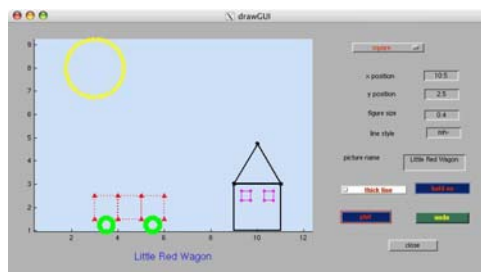 drawGUI
square
x position 10.5
y position 2.5
figure size 0.4
line style
picture name Little Red Wagon
thick line hold on
plot undo
close
9
8
7
6
5
4
3
2
1
2 4 6 8 10 12
Little Red Wagon